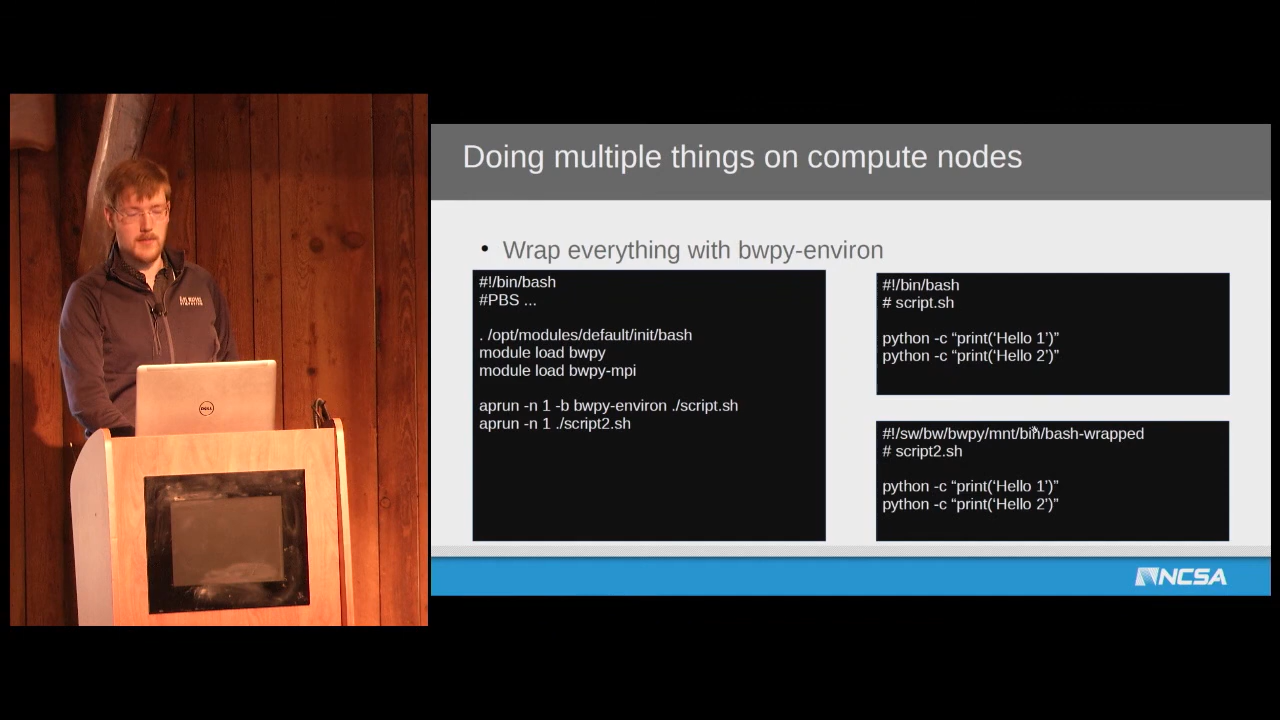 Doing multiple things on compute nodes
• Wrap everything with bwpy-environ
#!/bin/bash
#PBS ...
. /opt/modules/default/init/bash
module load bwpy
module load bwpy-mpi
aprun -n 1 -b bwpy-environ ./script.sh
aprun -n 1 ./script2.sh
#!/bin/bash
# script.sh
python -c “print(‘Hello 1’)”
python -c “print(‘Hello 2’)”
#!/sw/bw/bwpy/mnt/bin/bash-wrapped
# script2.sh
python -c “print(‘Hello 1’)”
python -c “print(‘Hello 2’)”
NCSA
DELL